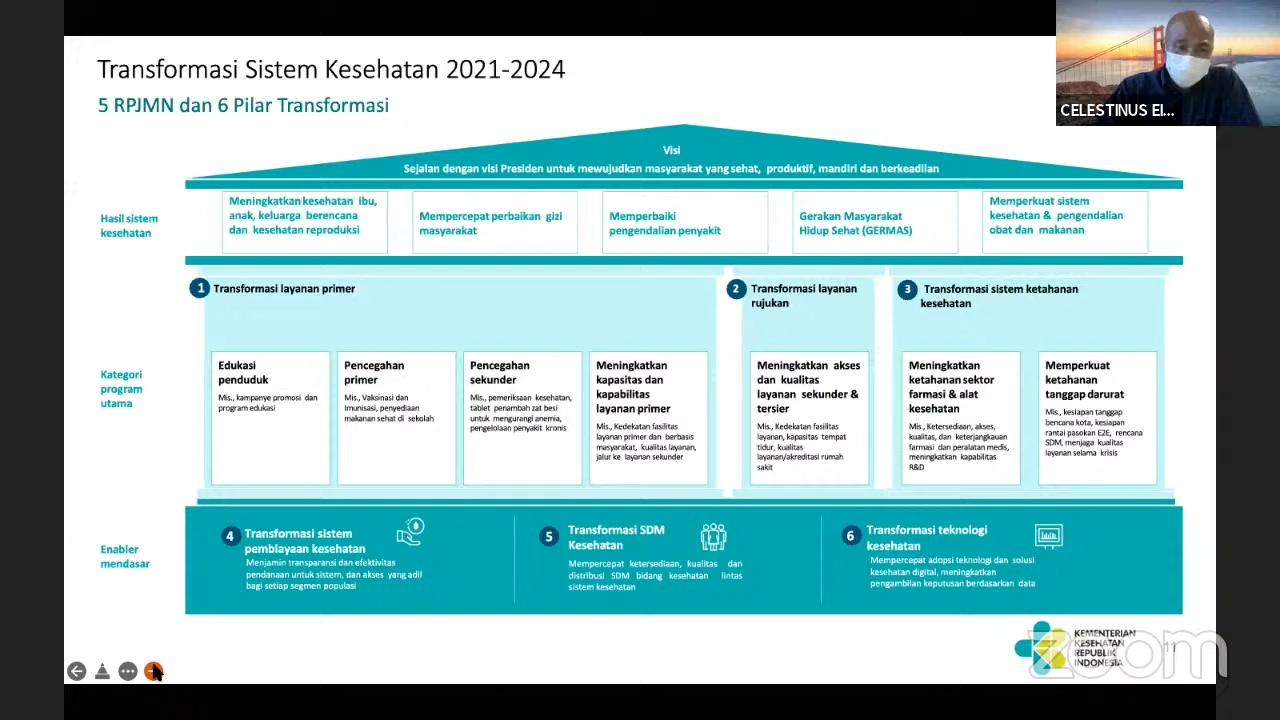 Transformasi Sistem Kesehatan 2021-2024
5 RPJMN dan 6 Pilar Transformasi
CELESTINUS EI...
Visi
Sejalan dengan visi Presiden untuk mewujudkan masyarakat yang sehat, produktif, mandiri dan berkeadilan
Hasil sistem
kesehatan
Meningkatkan kesehatan ibu,
anak, keluarga berencana
dan kesehatan reproduksi
Mempercepat perbaikan gizi
masyarakat
Memperbaiki
pengendalian penyakit
Gerakan Masyarakat
Hidup Sehat (GERMAS)
Memperkuat sistem
kesehatan & pengendalian
obat dan makanan
Kategori
program
utama
1 Transformasi layanan primer
Edukasi
penduduk
Mis., kampanye promosi dan
program edukasi
Pencegahan
primer
Mis., Vaksinasi dan
Imunisasi, penyediaan
makanan sehat di sekolah
Pencegahan
sekunder
Mis., pemeriksaan kesehatan,
tablet penambah zat besi
untuk mengurangi anemia,
pengelolaan penyakit kronis
Meningkatkan
kapasitas dan
kapabilitas
layanan primer
Mis., Kedekatan fasilitas
layanan primer dan berbasis
masyarakat, kualitas layanan,
jalur ke layanan sekunder
2 Transformasi layanan
rujukan
Meningkatkan akses
dan kualitas
layanan sekunder &
tersier
Mis., Kedekatan fasilitas
layanan, kapasitas tempat
tidur, kualitas
layanan/akreditasi rumah
sakit
3 Transformasi sistem ketahanan
kesehatan
Meningkatkan
ketahanan sektor
farmasi & alat
kesehatan
Mis., Ketersediaan, akses,
kualitas, dan keterjangkauan
farmasi dan peralatan medis,
meningkatkan kapabilitas
R&D
Memperkuat
ketahanan
tanggap darurat
Mis., kesiapan tanggap
bencana kota, kesiapan
rantai pasokan E2E, rencana
SDM, menjaga kualitas
layanan selama krisis
Enabler
mendasar
4 Transformasi sistem
pembiayaan kesehatan
Menjamin transparansi dan efektivitas
pendanaan untuk sistem, dan akses yang adil
bagi setiap segmen populasi
5 Transformasi SDM
Kesehatan
Mempercepat ketersediaan, kualitas dan
distribusi SDM bidang kesehatan lintas
sistem kesehatan
6 Transformasi teknologi
kesehatan
Mempercepat adopsi teknologi dan solusi
kesehatan digital, meningkatkan
pengambilan keputusan berdasarkan data
KEMENTERIAN
KESEHATAN
REPUBLIK
INDONESIA
zoom
11